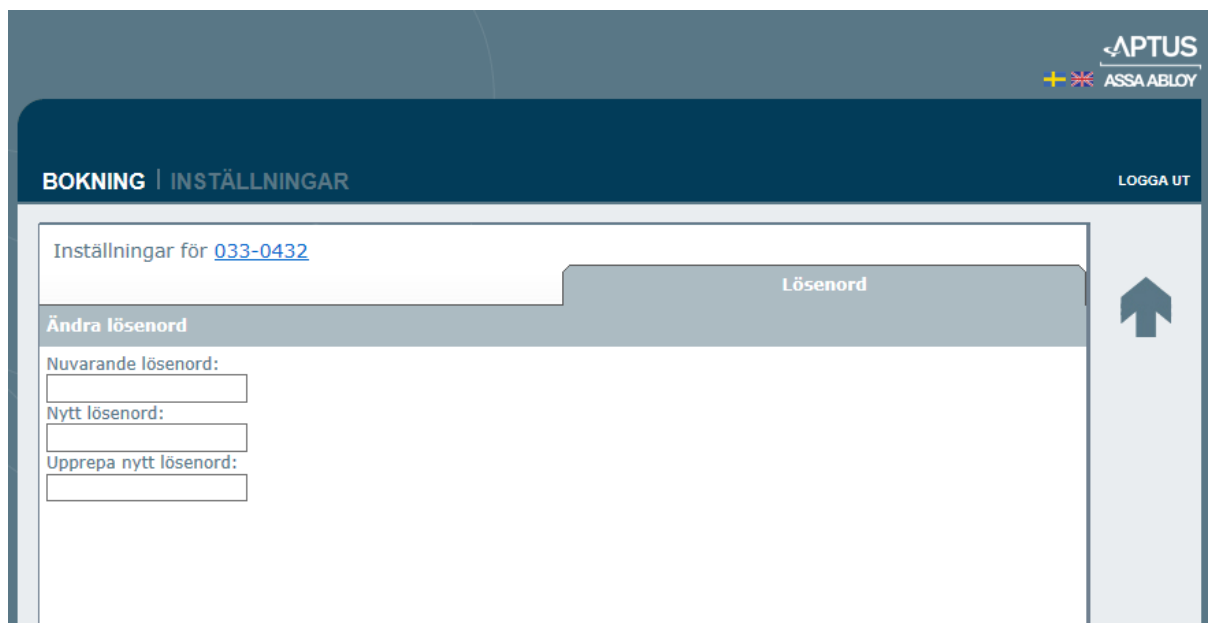 APTUS
ASSA ABLOY
BOKNING | INSTÄLLNINGAR
LOGGA UT
Inställningar för 033-0432
Lösenord
Ändra lösenord
Nuvarande lösenord:
Nytt lösenord:
Upprepa nytt lösenord: